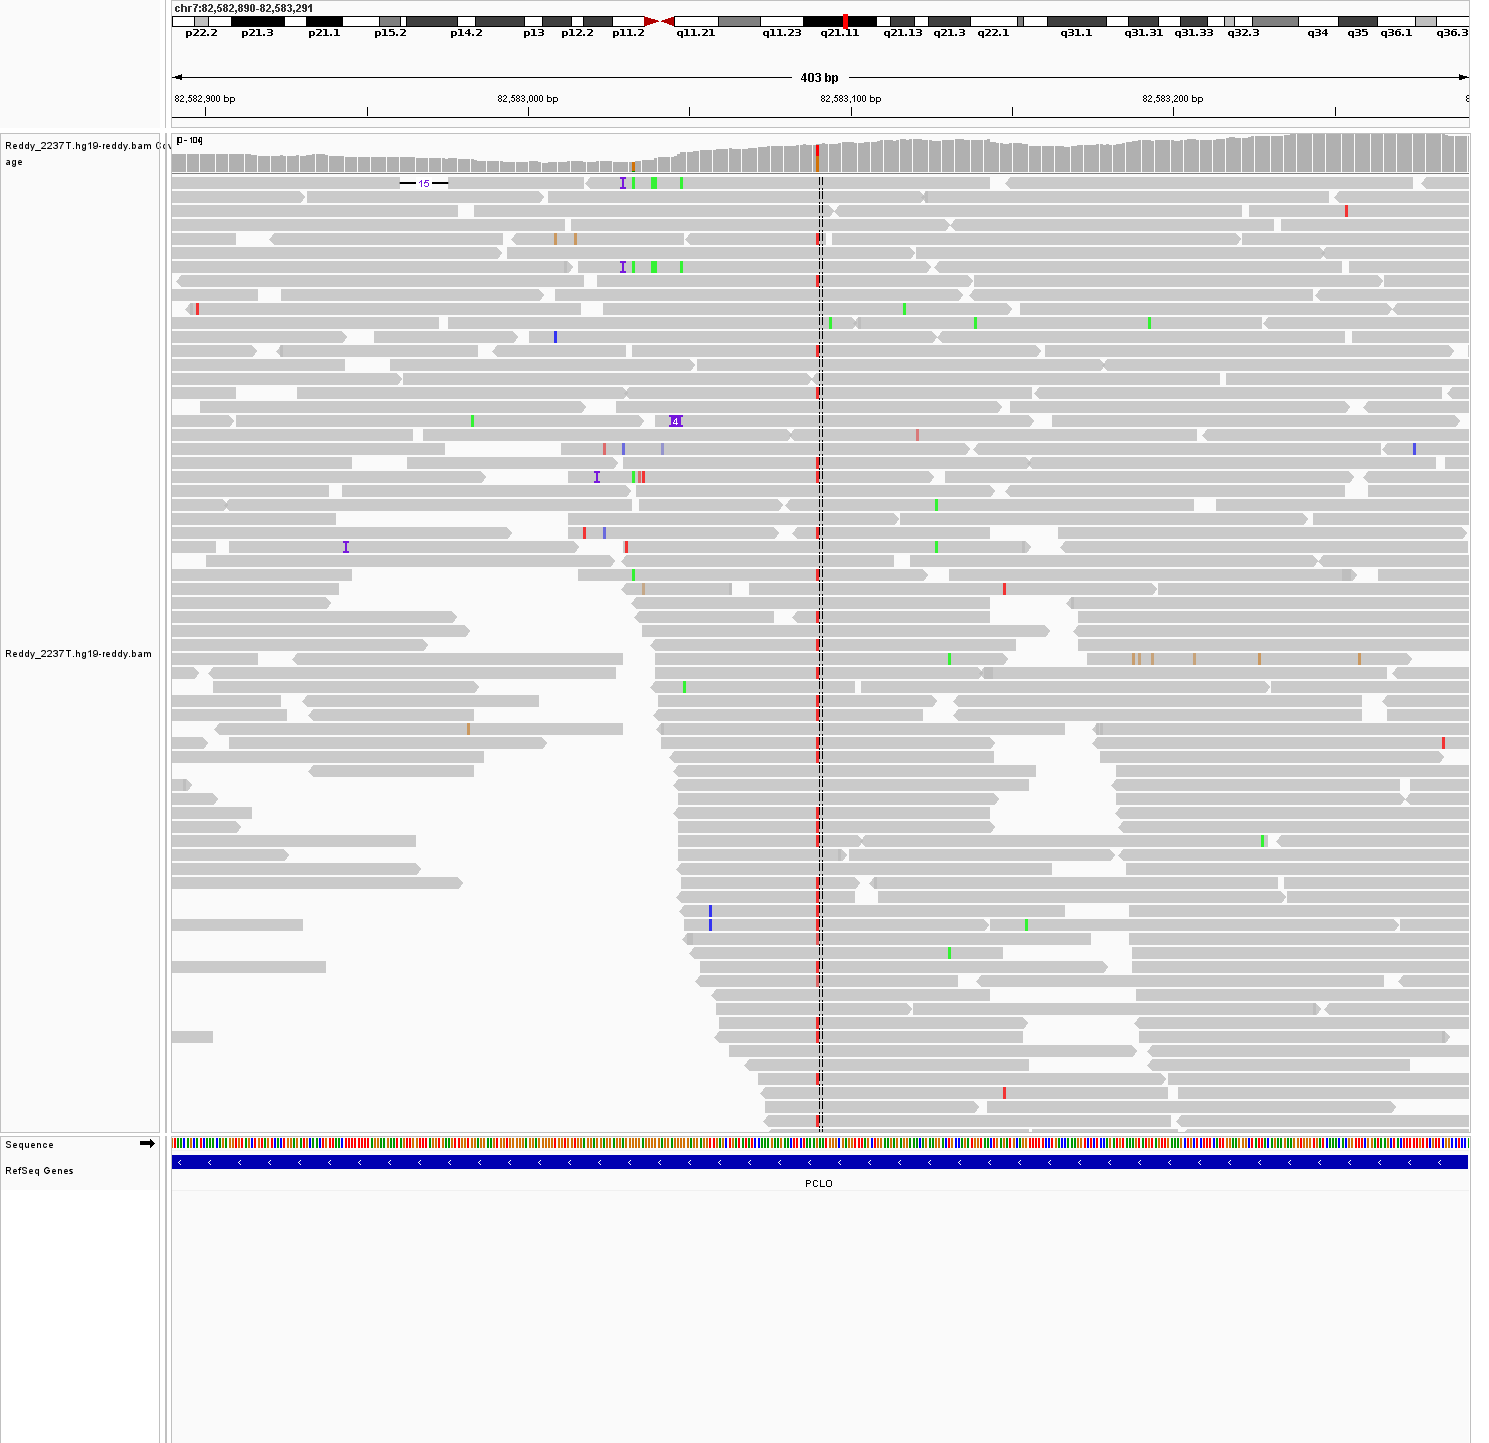 chr7:82,582,890-82,583,291
p22.2 p21.3 p21.1 p15.2 p14.2 p13 p12.2 p11.2 q11.21 q11.23 q21.11 q21.13 q21.3 q22.1 q31.1 q31.31 q31.33 q32.3 q34 q35 q36.1 q36.3
403 bp
82,582,900 bp 82,583,000 bp 82,583,100 bp 82,583,200 bp 8
[0 - 104]
Reddy_2237T.hg19-reddy.bam Cov
age
15
4
Reddy_2237T.hg19-reddy.bam
Sequence
RefSeq Genes
PCLO